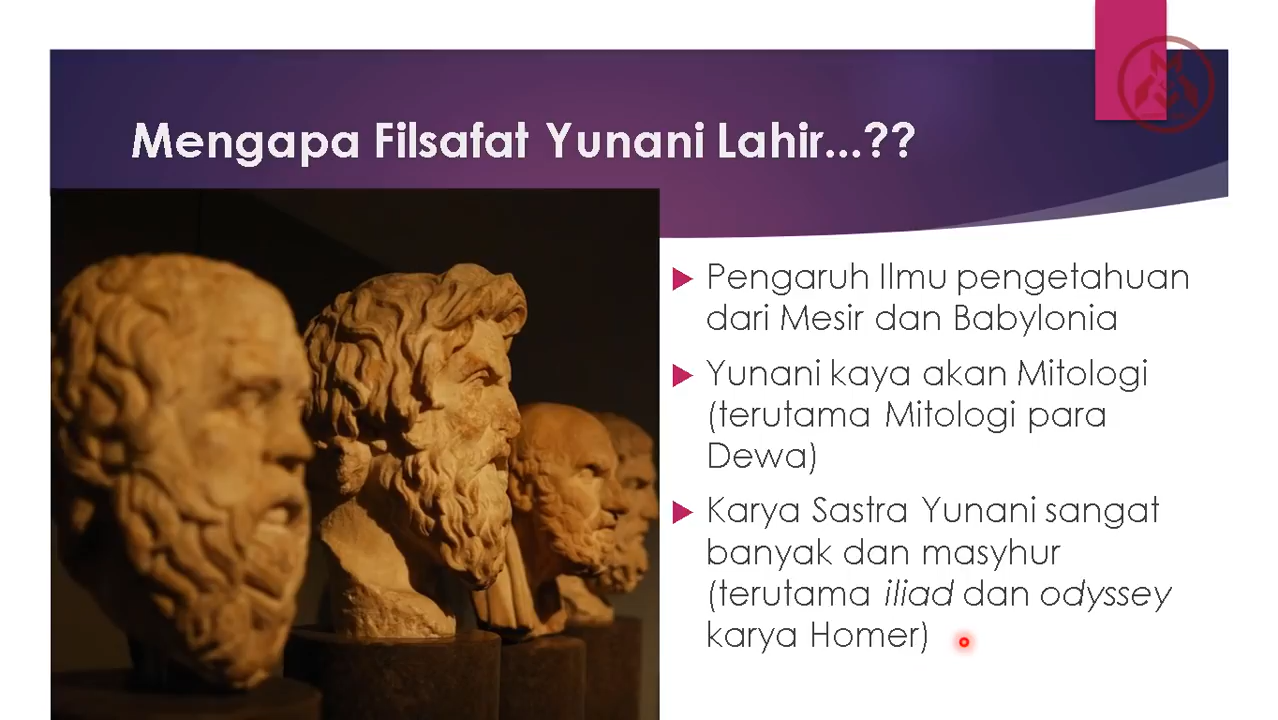 Mengapa Filsafat Yunani Lahir...??
Pengaruh Ilmu pengetahuan
dari Mesir dan Babylonia
Yunani kaya akan Mitologi
(terutama Mitologi para
Dewa)
Karya Sastra Yunani sangat
banyak dan masyhur
(terutama iliad dan odyssey
karya Homer)